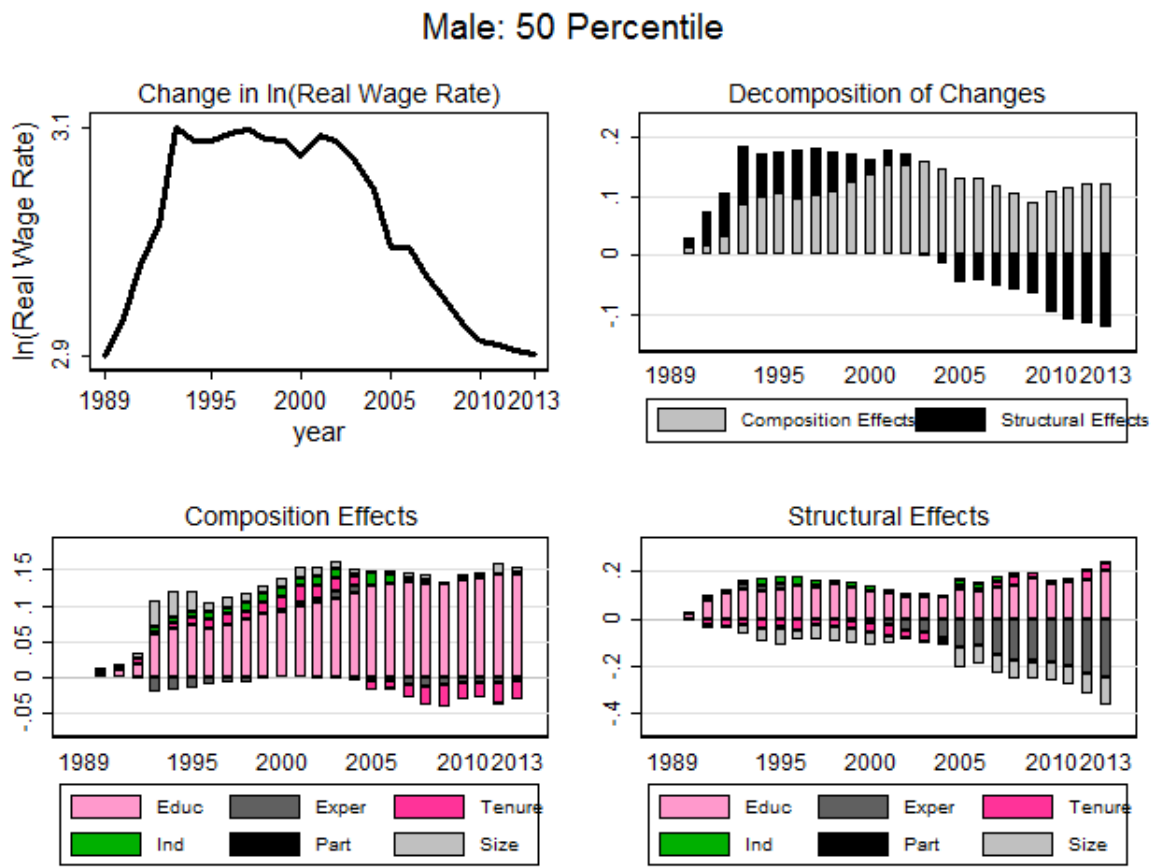 Male: 50 Percentile
Change in ln(Real Wage Rate)
ln(Real Wage Rate)
3.1
2.9
1989 1995 2000 2005 2010 2013
year
Decomposition of Changes
.2
.1
0
-.1
1989 1995 2000 2005 2010 2013
Composition Effects Structural Effects
Composition Effects
.15
.1
.05
0
-.05
1989 1995 2000 2005 2010 2013
Educ Exper Tenure
Ind Part Size
Structural Effects
.2
0
-.2
-.4
1989 1995 2000 2005 2010 2013
Educ Exper Tenure
Ind Part Size